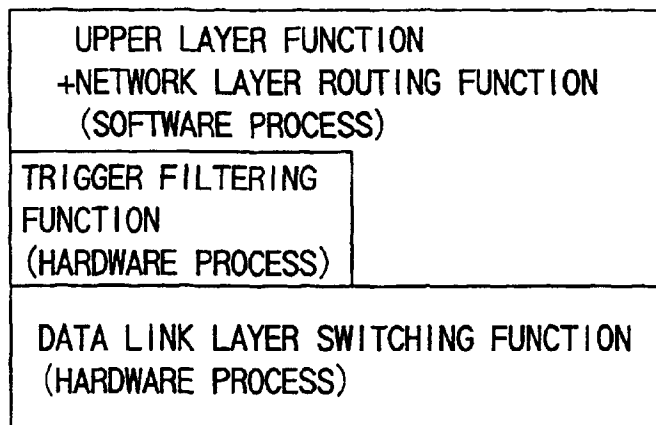 UPPER LAYER FUNCTION
+NETWORK LAYER ROUTING FUNCTION
(SOFTWARE PROCESS)
TRIGGER FILTERING
FUNCTION
(HARDWARE PROCESS)
DATA LINK LAYER SWITCHING FUNCTION
(HARDWARE PROCESS)